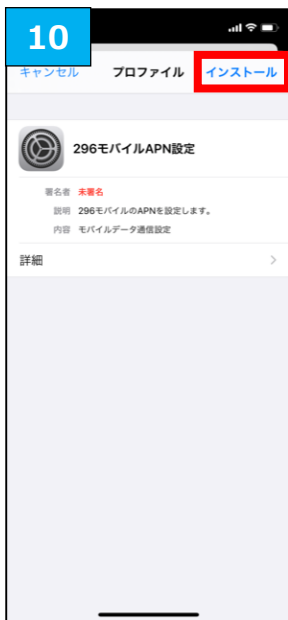 10
キャンセル プロファイル インストール
296モバイルAPN設定
署名者 未署名
説明 296モバイルのAPNを設定します。
内容 モバイルデータ通信設定
詳細